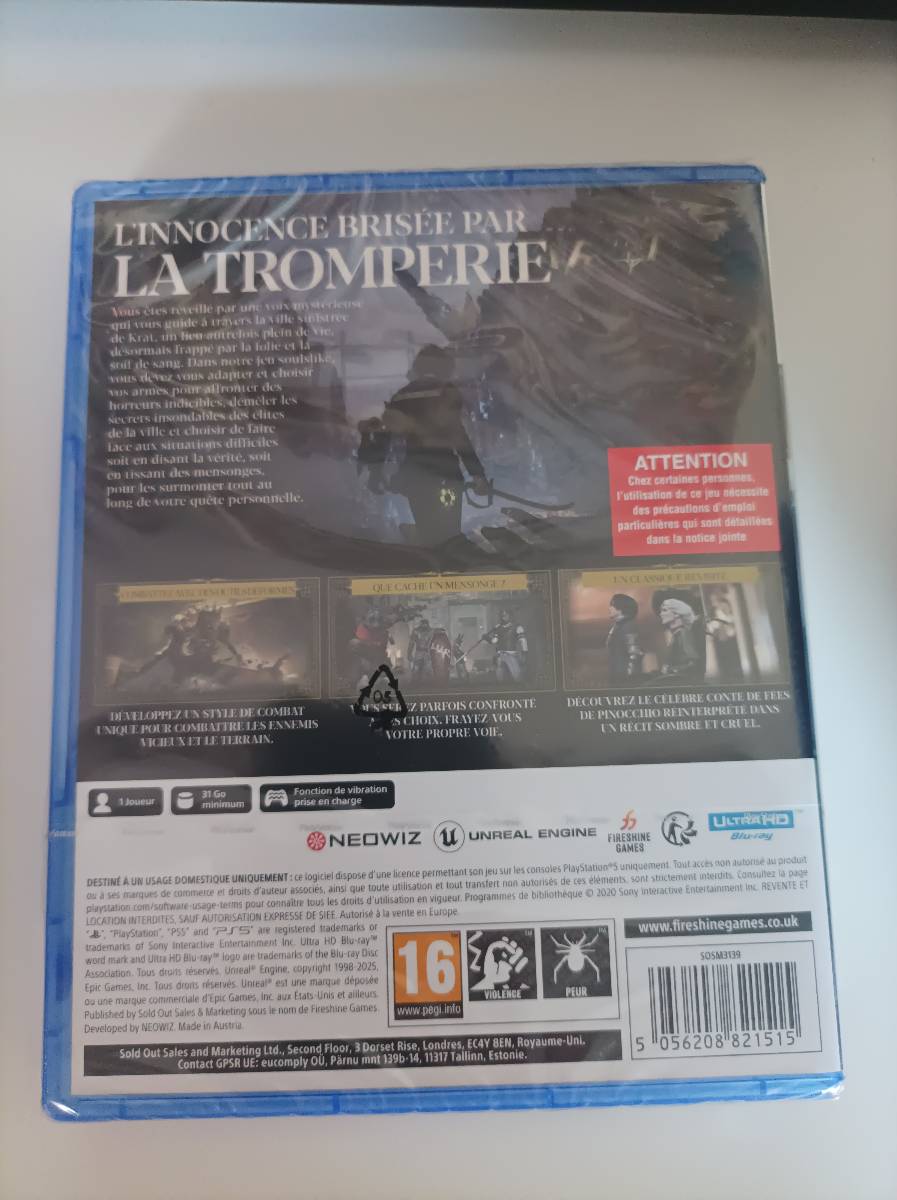 L'INNOCENCE BRISÉE PAR
LA TROMPERIE
Vous êtes réveillé par une voix mystérieuse
qui vous guide à travers la ville sinistrée
de Krat, un lieu autrefois plein de vie,
désormais frappé par la folie et la
soif de sang. Dans notre jeu soulslike,
vous devez vous adapter et choisir
vos armes pour affronter des
horreurs indicibles, démêler les
secrets insondables des élites
de la ville et choisir de faire
face aux situations difficiles
soit en disant la vérité, soit
en tissant des mensonges,
pour les surmonter tout au
long de votre quête personnelle.
ATTENTION
Chez certaines personnes,
l'utilisation de ce jeu nécessite
des précautions d'emploi
particulières qui sont détaillées
dans la notice jointe
COMBATTEZ AVEC DES OUTILS DÉFORMÉS
QUE CACHE UN MENSONGE ?
UN CLASSIQUE REVISITÉ
DÉVELOPPEZ UN STYLE DE COMBAT
UNIQUE POUR COMBATTRE LES ENNEMIS
VICIEUX ET LE TERRAIN.
VOUS SEREZ PARFOIS CONFRONTÉ
À DES CHOIX. FRAYEZ-VOUS
VOTRE PROPRE VOIE.
DÉCOUVREZ LE CÉLÈBRE CONTE DE FÉES
DE PINOCCHIO RÉINTERPRÉTÉ DANS
UN RÉCIT SOMBRE ET CRUEL.
1 Joueur
31 Go
minimum
Fonction de vibration
prise en charge
NEOWIZ
UNREAL ENGINE
FIRESHINE
GAMES
ULTRA HD
Blu-ray
DESTINÉ À UN USAGE DOMESTIQUE UNIQUEMENT : ce logiciel dispose d'une licence permettant son jeu sur les consoles PlayStation®5 uniquement. Tout accès non autorisé au produit
ou à ses marques de commerce et droits d'auteur associés, ainsi que toute utilisation et tout transfert non autorisés de ces éléments, sont strictement interdits. Consultez la page
playstation.com/software-usage-terms pour connaître tous les droits d'utilisation en vigueur. Programmes de bibliothèque © 2020 Sony Interactive Entertainment Inc. REVENTE ET
LOCATION INTERDITES, SAUF AUTORISATION EXPRESSE DE SIEE. Autorisé à la vente en Europe.
"PlayStation", "PS5" and "PS5" are registered trademarks or
trademarks of Sony Interactive Entertainment Inc. Ultra HD Blu-ray™
word mark and Ultra HD Blu-ray™ logo are trademarks of the Blu-ray Disc
Association. Tous droits réservés. Unreal® Engine, copyright 1998-2025,
Epic Games, Inc. Tous droits réservés. Unreal® est une marque déposée
ou une marque commerciale d'Epic Games, Inc. aux États-Unis et ailleurs.
Published by Sold Out Sales & Marketing sous le nom de Fireshine Games.
Developed by NEOWIZ. Made in Austria.
16
www.pegi.info
VIOLENCE
PEUR
www.fireshinegames.co.uk
SOSM3139
5 056208 821515
Sold Out Sales and Marketing Ltd., Second Floor, 3 Dorset Rise, Londres, EC4Y 8EN, Royaume-Uni.
Contact GPSR UE: eucomply OÜ, Pärnu mnt 139b-14, 11317 Tallinn, Estonie.